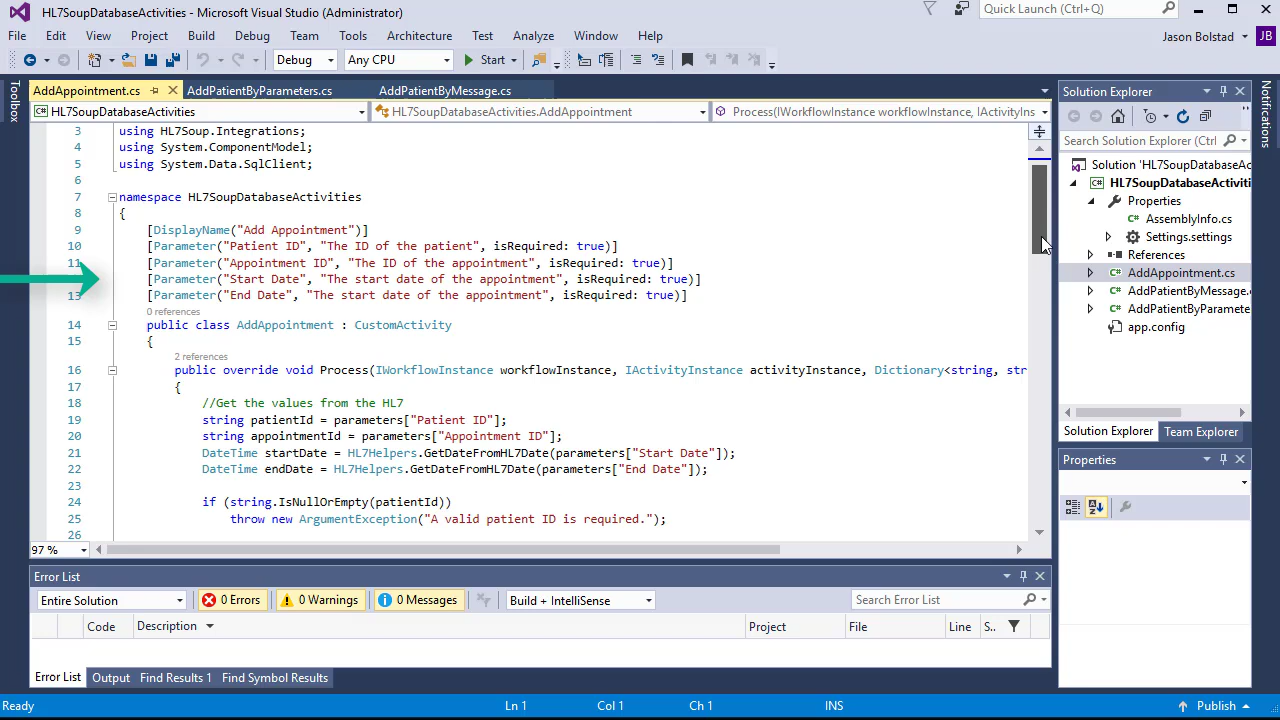 HL7SoupDatabaseActivities - Microsoft Visual Studio (Administrator)
Quick Launch (Ctrl+Q)
File Edit View Project Build Debug Team Tools Architecture Test Analyze Window Help
Jason Bolstad JB
Debug Any CPU Start
Toolbox
Notifications
AddAppointment.cs AddPatientByParameters.cs AddPatientByMessage.cs
HL7SoupDatabaseActivities HL7SoupDatabaseActivities.AddAppointment Process(IWorkflowInstance workflowInstance, IActivityIns
3 using HL7Soup.Integrations;
4 using System.ComponentModel;
5 using System.Data.SqlClient;
6
7 namespace HL7SoupDatabaseActivities
8 {
9 [DisplayName("Add Appointment")]
10 [Parameter("Patient ID", "The ID of the patient", isRequired: true)]
11 [Parameter("Appointment ID", "The ID of the appointment", isRequired: true)]
[Parameter("Start Date", "The start date of the appointment", isRequired: true)]
13 [Parameter("End Date", "The start date of the appointment", isRequired: true)]
0 references
14 public class AddAppointment : CustomActivity
15 {
2 references
16 public override void Process(IWorkflowInstance workflowInstance, IActivityInstance activityInstance, Dictionary<string, str
17 {
18 //Get the values from the HL7
19 string patientId = parameters["Patient ID"];
20 string appointmentId = parameters["Appointment ID"];
21 DateTime startDate = HL7Helpers.GetDateFromHL7Date(parameters["Start Date"]);
22 DateTime endDate = HL7Helpers.GetDateFromHL7Date(parameters["End Date"]);
23
24 if (string.IsNullOrEmpty(patientId))
25 throw new ArgumentException("A valid patient ID is required.");
26
97 %
Solution Explorer
Search Solution Explorer (Ctrl
Solution 'HL7SoupDatabaseAc
HL7SoupDatabaseActiviti
Properties
AssemblyInfo.cs
Settings.settings
References
AddAppointment.cs
AddPatientByMessage.
AddPatientByParamete
app.config
Solution Explorer Team Explorer
Properties
Error List
Entire Solution 0 Errors 0 Warnings 0 Messages Build + IntelliSense Search Error List
Code Description Project File Line S..
Error List Output Find Results 1 Find Symbol Results
Ready Ln 1 Col 1 Ch 1 INS Publish